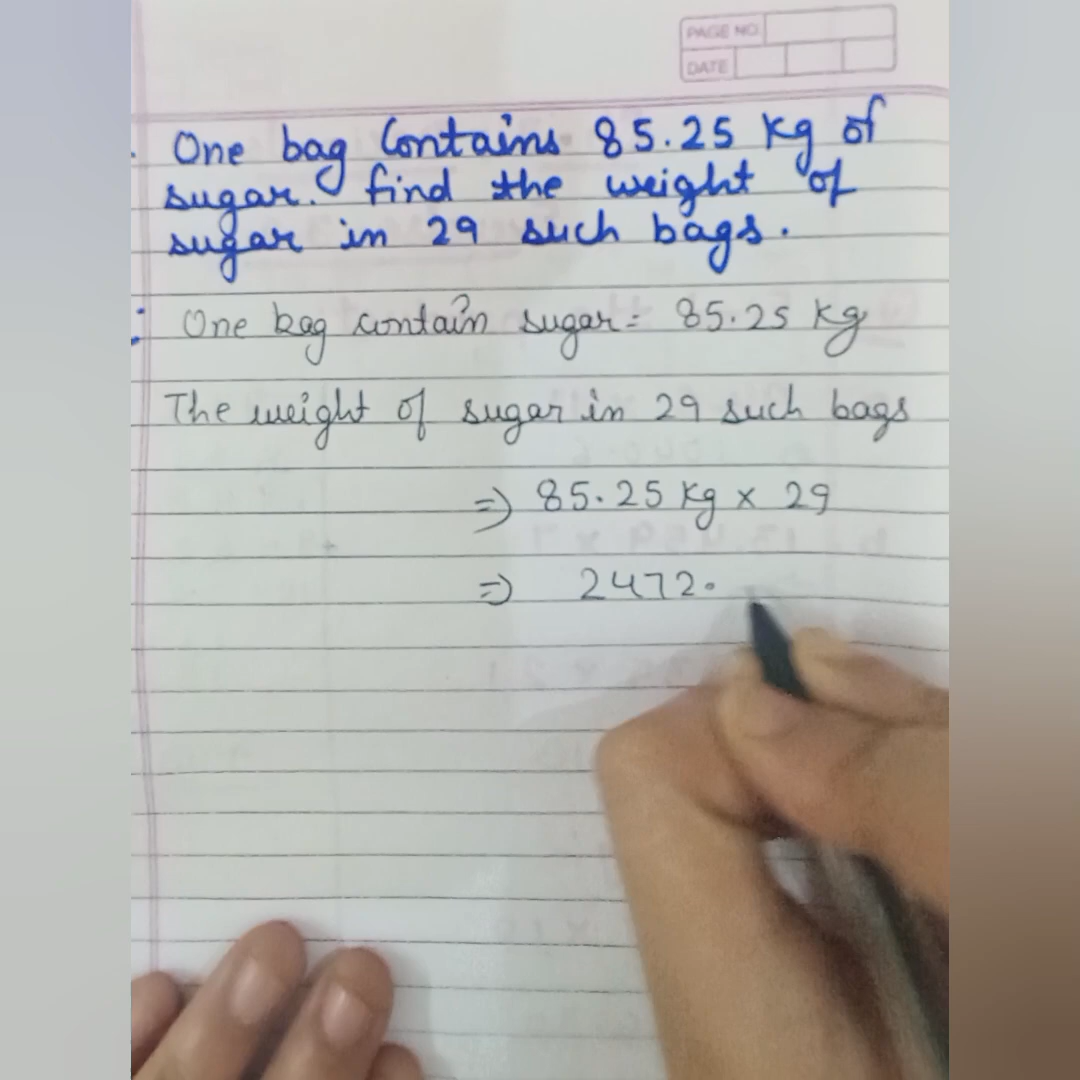 PAGE NO.
DATE
One bag Contains 85.25 Kg of
sugar. find the weight of
sugar in 29 such bags.
: One bag contain sugar = 85.25 Kg
The weight of sugar in 29 such bags
⇒ 85.25 Kg × 29
⇒ 2472.